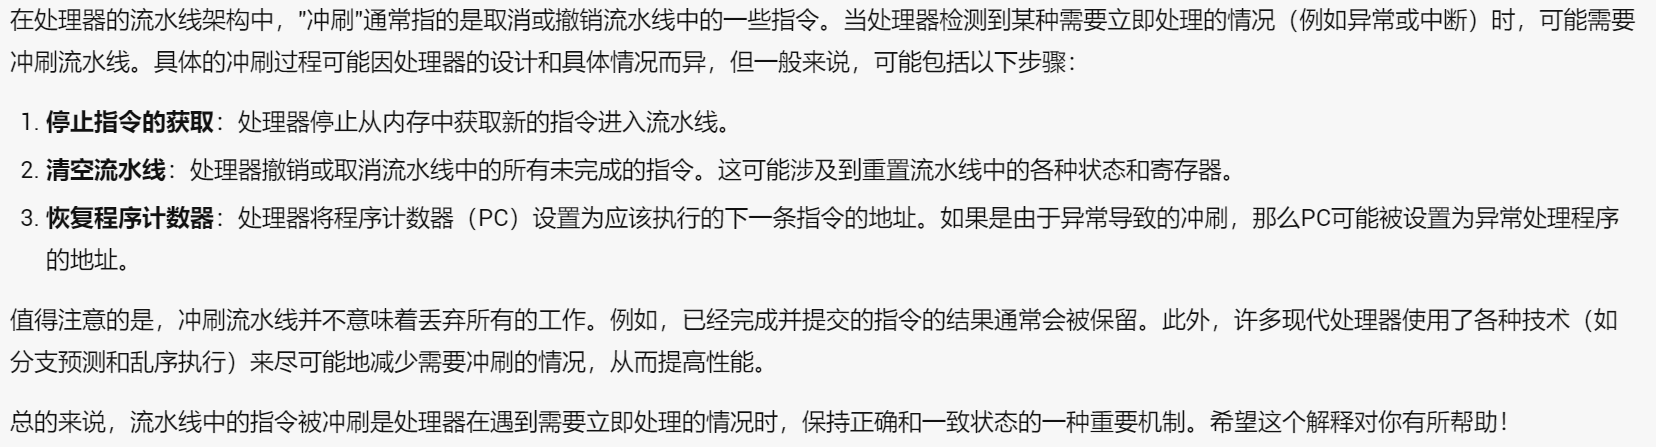 在处理器的流水线架构中，"冲刷"通常指的是取消或撤销流水线中的一些指令。当处理器检测到某种需要立即处理的情况（例如异常或中断）时，可能需要
冲刷流水线。具体的冲刷过程可能因处理器的设计和具体情况而异，但一般来说，可能包括以下步骤：
1. 停止指令的获取：处理器停止从内存中获取新的指令进入流水线。
2. 清空流水线：处理器撤销或取消流水线中的所有未完成的指令。这可能涉及到重置流水线中的各种状态和寄存器。
3. 恢复程序计数器：处理器将程序计数器（PC）设置为应该执行的下一条指令的地址。如果是由于异常导致的冲刷，那么PC可能被设置为异常处理程序
的地址。
值得注意的是，冲刷流水线并不意味着丢弃所有的工作。例如，已经完成并提交的指令的结果通常会被保留。此外，许多现代处理器使用了各种技术（如
分支预测和乱序执行）来尽可能地减少需要冲刷的情况，从而提高性能。
总的来说，流水线中的指令被冲刷是处理器在遇到需要立即处理的情况时，保持正确和一致状态的一种重要机制。希望这个解释对你有所帮助！